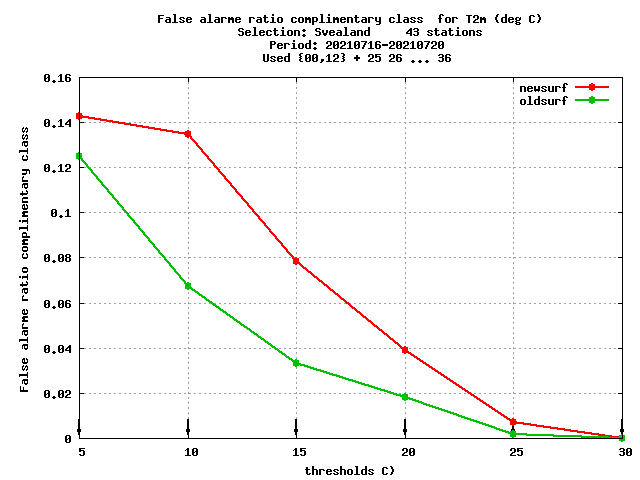 False alarme ratio complimentary class  for T2m (deg C)
Selection: Svealand     43 stations
Period: 20210716-20210720
Used {00,12} + 25 26 ... 36
newsurf
oldsurf
False alarme ratio complimentary class
0.16
0.14
0.12
0.1
0.08
0.06
0.04
0.02
0
5 10 15 20 25 30
thresholds C)